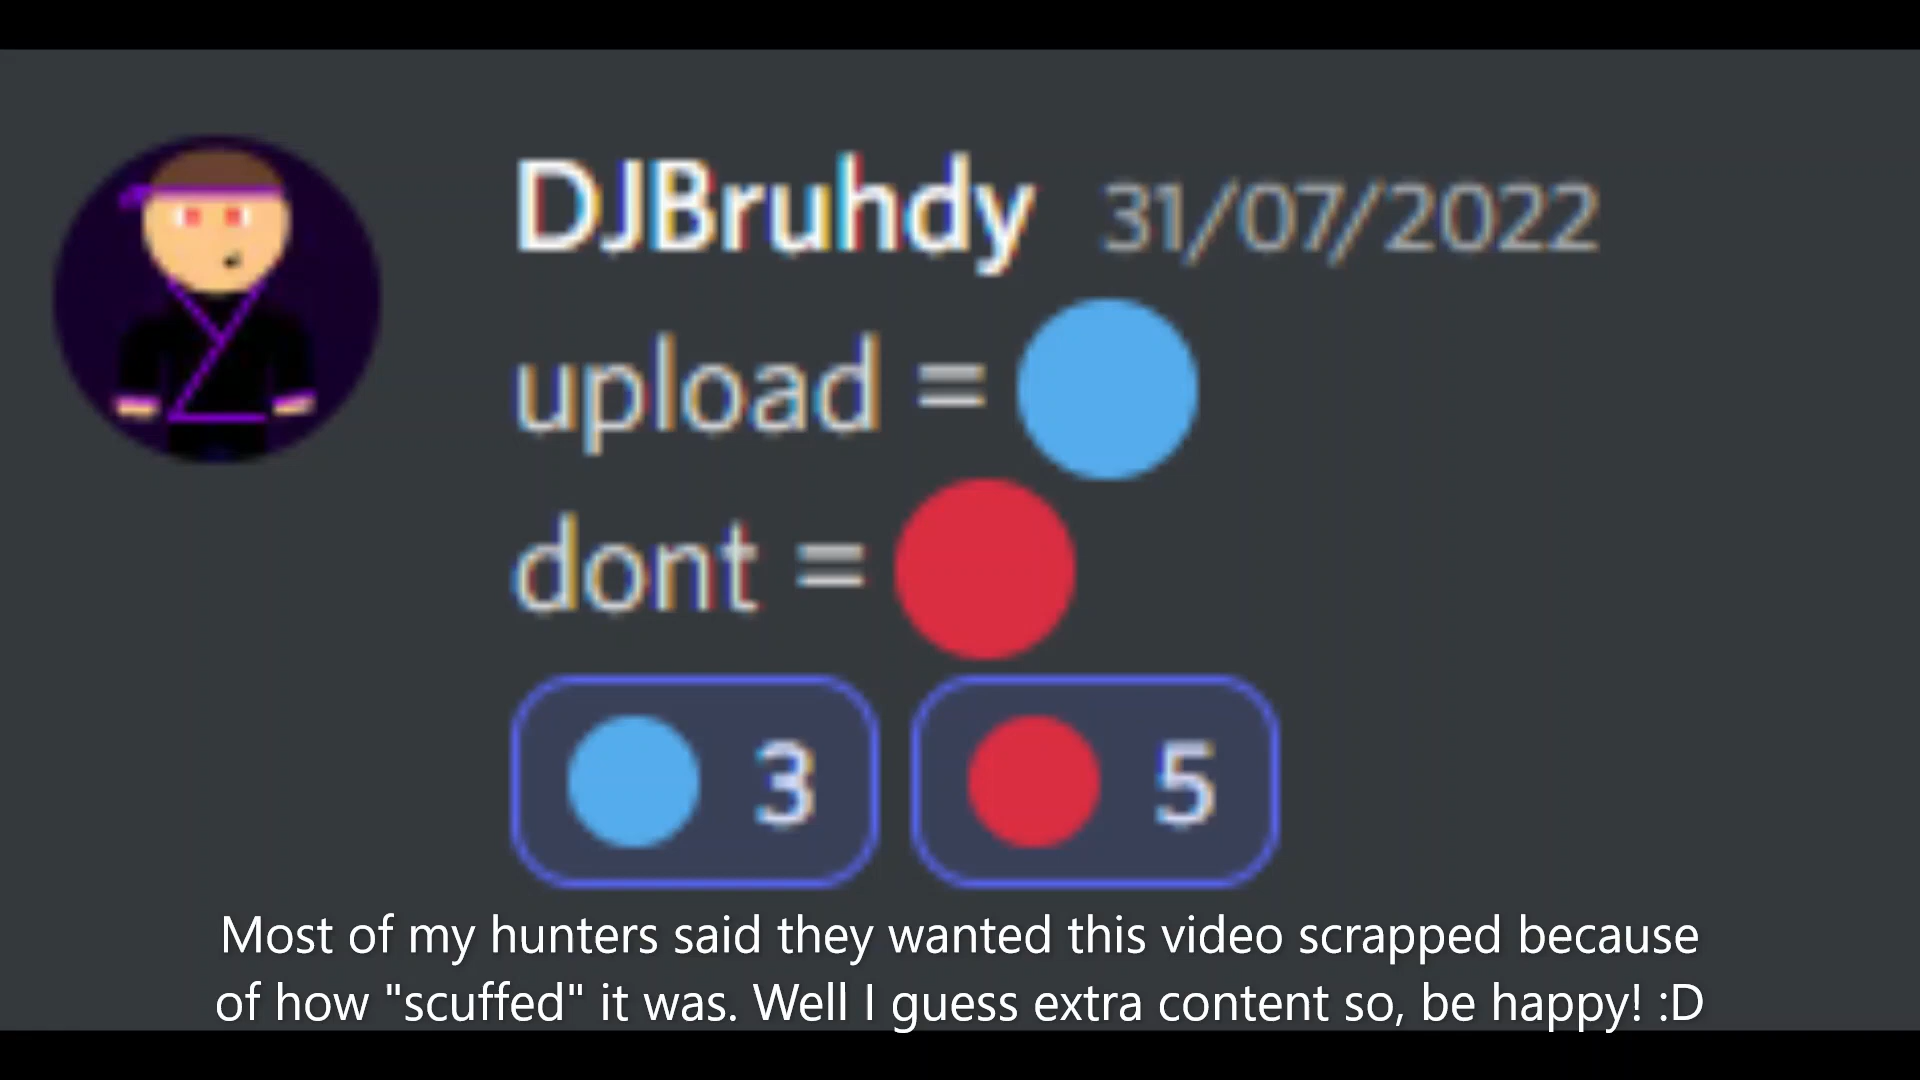 DJBruhdy 31/07/2022
upload =
dont =
3 5
Most of my hunters said they wanted this video scrapped because
of how "scuffed" it was. Well I guess extra content so, be happy! :D